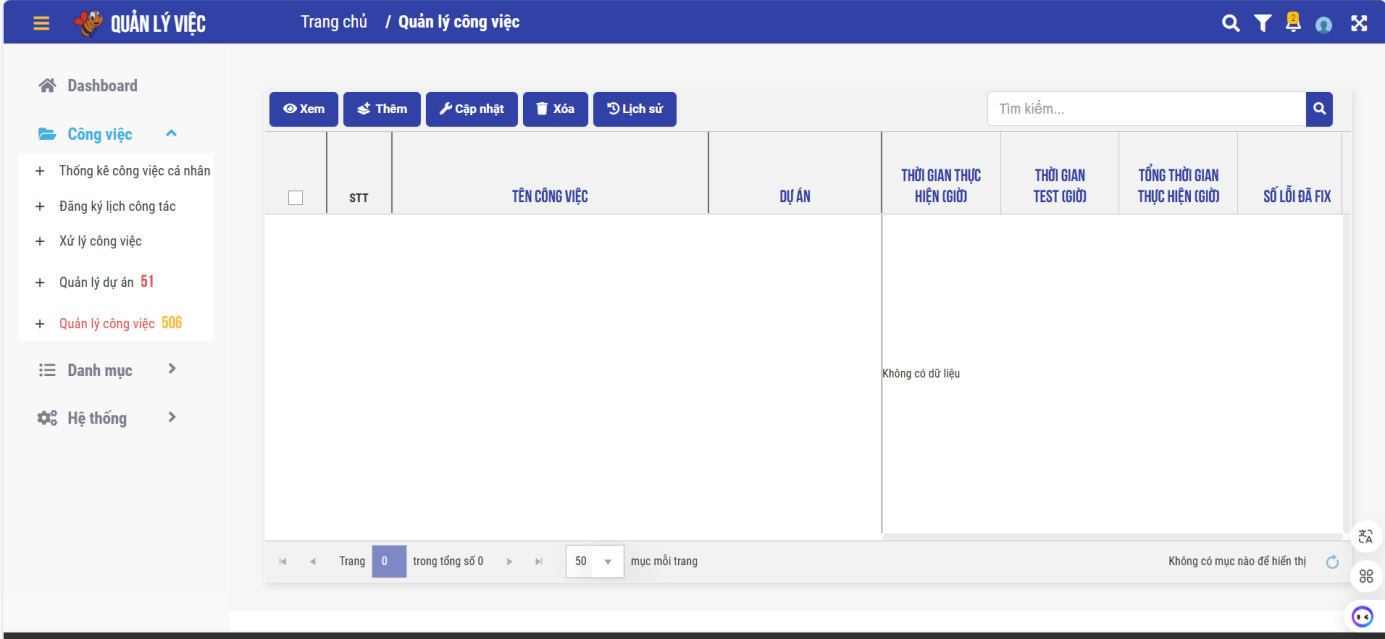 QUẢN LÝ VIỆC
Trang chủ / Quản lý công việc
2
Dashboard
Công việc
Thống kê công việc cá nhân
Đăng ký lịch công tác
Xử lý công việc
Quản lý dự án 51
Quản lý công việc 506
Danh mục
Hệ thống
Xem
Thêm
Cập nhật
Xóa
Lịch sử
Tìm kiếm...
STT
TÊN CÔNG VIỆC
DỰ ÁN
THỜI GIAN THỰC
HIỆN (GIỜ)
THỜI GIAN
TEST (GIỜ)
TỔNG THỜI GIAN
THỰC HIỆN (GIỜ)
SỐ LỖI ĐÃ FIX
Không có dữ liệu
Trang 0 trong tổng số 0
50 mục mỗi trang
Không có mục nào để hiển thị